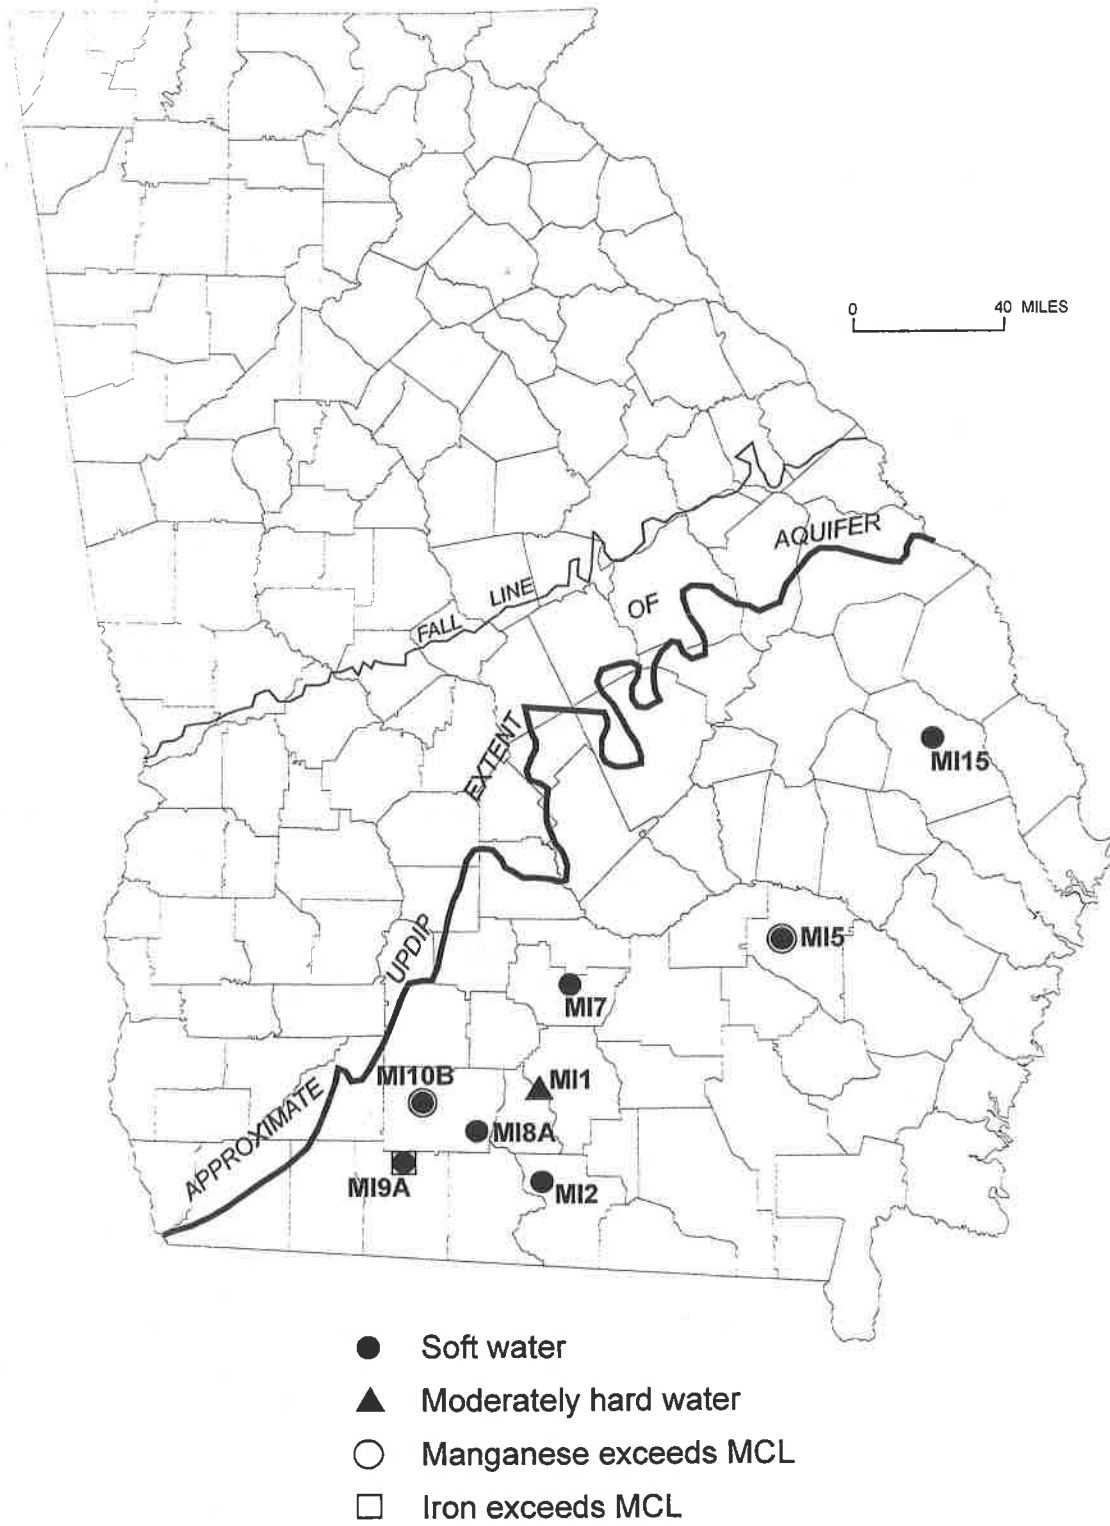 0 40 MILES
AQUIFER
LINE
OF
FALL
EXTENT
MI15
UPDIP
MI5
MI7
MI10B
MI1
APPROXIMATE
MI8A
MI9A
MI2
Soft water
Moderately hard water
Manganese exceeds MCL
Iron exceeds MCL